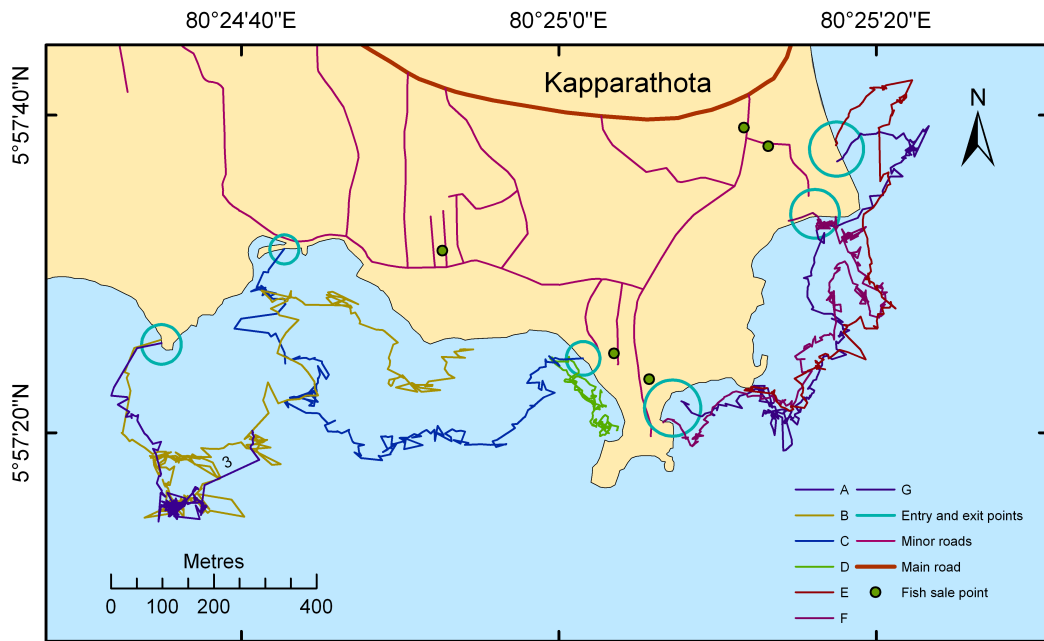 80°24'40"E 80°25'0"E 80°25'20"E
5°57'40"N
Kapparathota
N
3
5°57'20"N
A G
B Entry and exit points
C Minor roads
D Main road
E Fish sale point
F
Metres
0 100 200 400